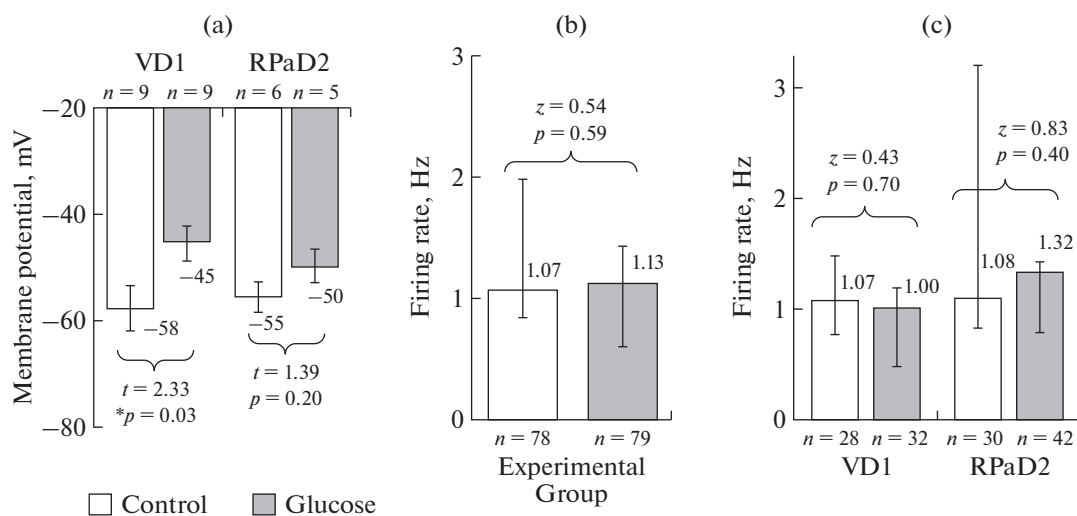 (a)
VD1 RPaD2
n = 9 n = 9 n = 6 n = 5
Membrane potential, mV
−20
−40
−60
−80
−58
−45
−55
−50
t = 2.33
*p = 0.03
t = 1.39
p = 0.20
Control Glucose
(b)
Firing rate, Hz
3
2
1
0
z = 0.54
p = 0.59
1.07
1.13
n = 78 n = 79
Experimental
Group
(c)
Firing rate, Hz
3
2
1
0
z = 0.43
p = 0.70
z = 0.83
p = 0.40
1.07
1.00
1.08
1.32
n = 28 n = 32 n = 30 n = 42
VD1 RPaD2